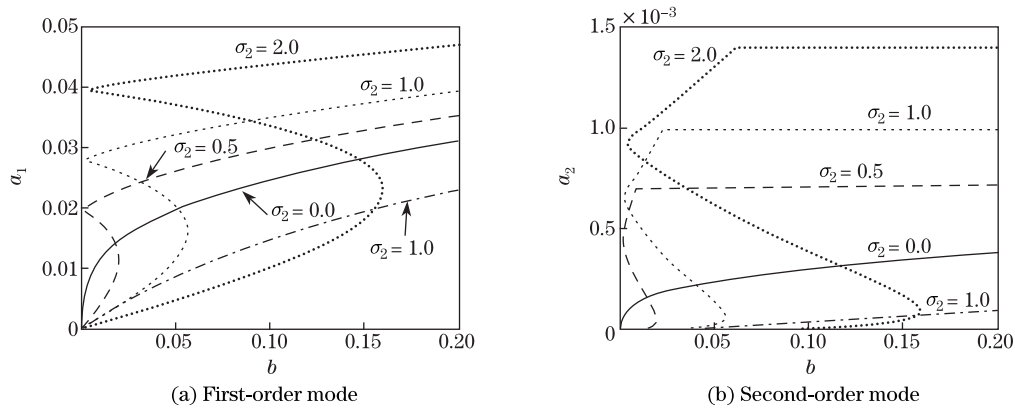 0.05
0.04
0.03
0.02
0.01
0
a₁
σ₂ = 2.0
σ₂ = 1.0
σ₂ = 0.5
σ₂ = 0.0
σ₂ = 1.0
0.05 0.10 0.15 0.20
b
(a) First-order mode
1.5 × 10⁻³
1.0
0.5
0
a₂
σ₂ = 2.0
σ₂ = 1.0
σ₂ = 0.5
σ₂ = 0.0
σ₂ = 1.0
0.05 0.10 0.15 0.20
b
(b) Second-order mode